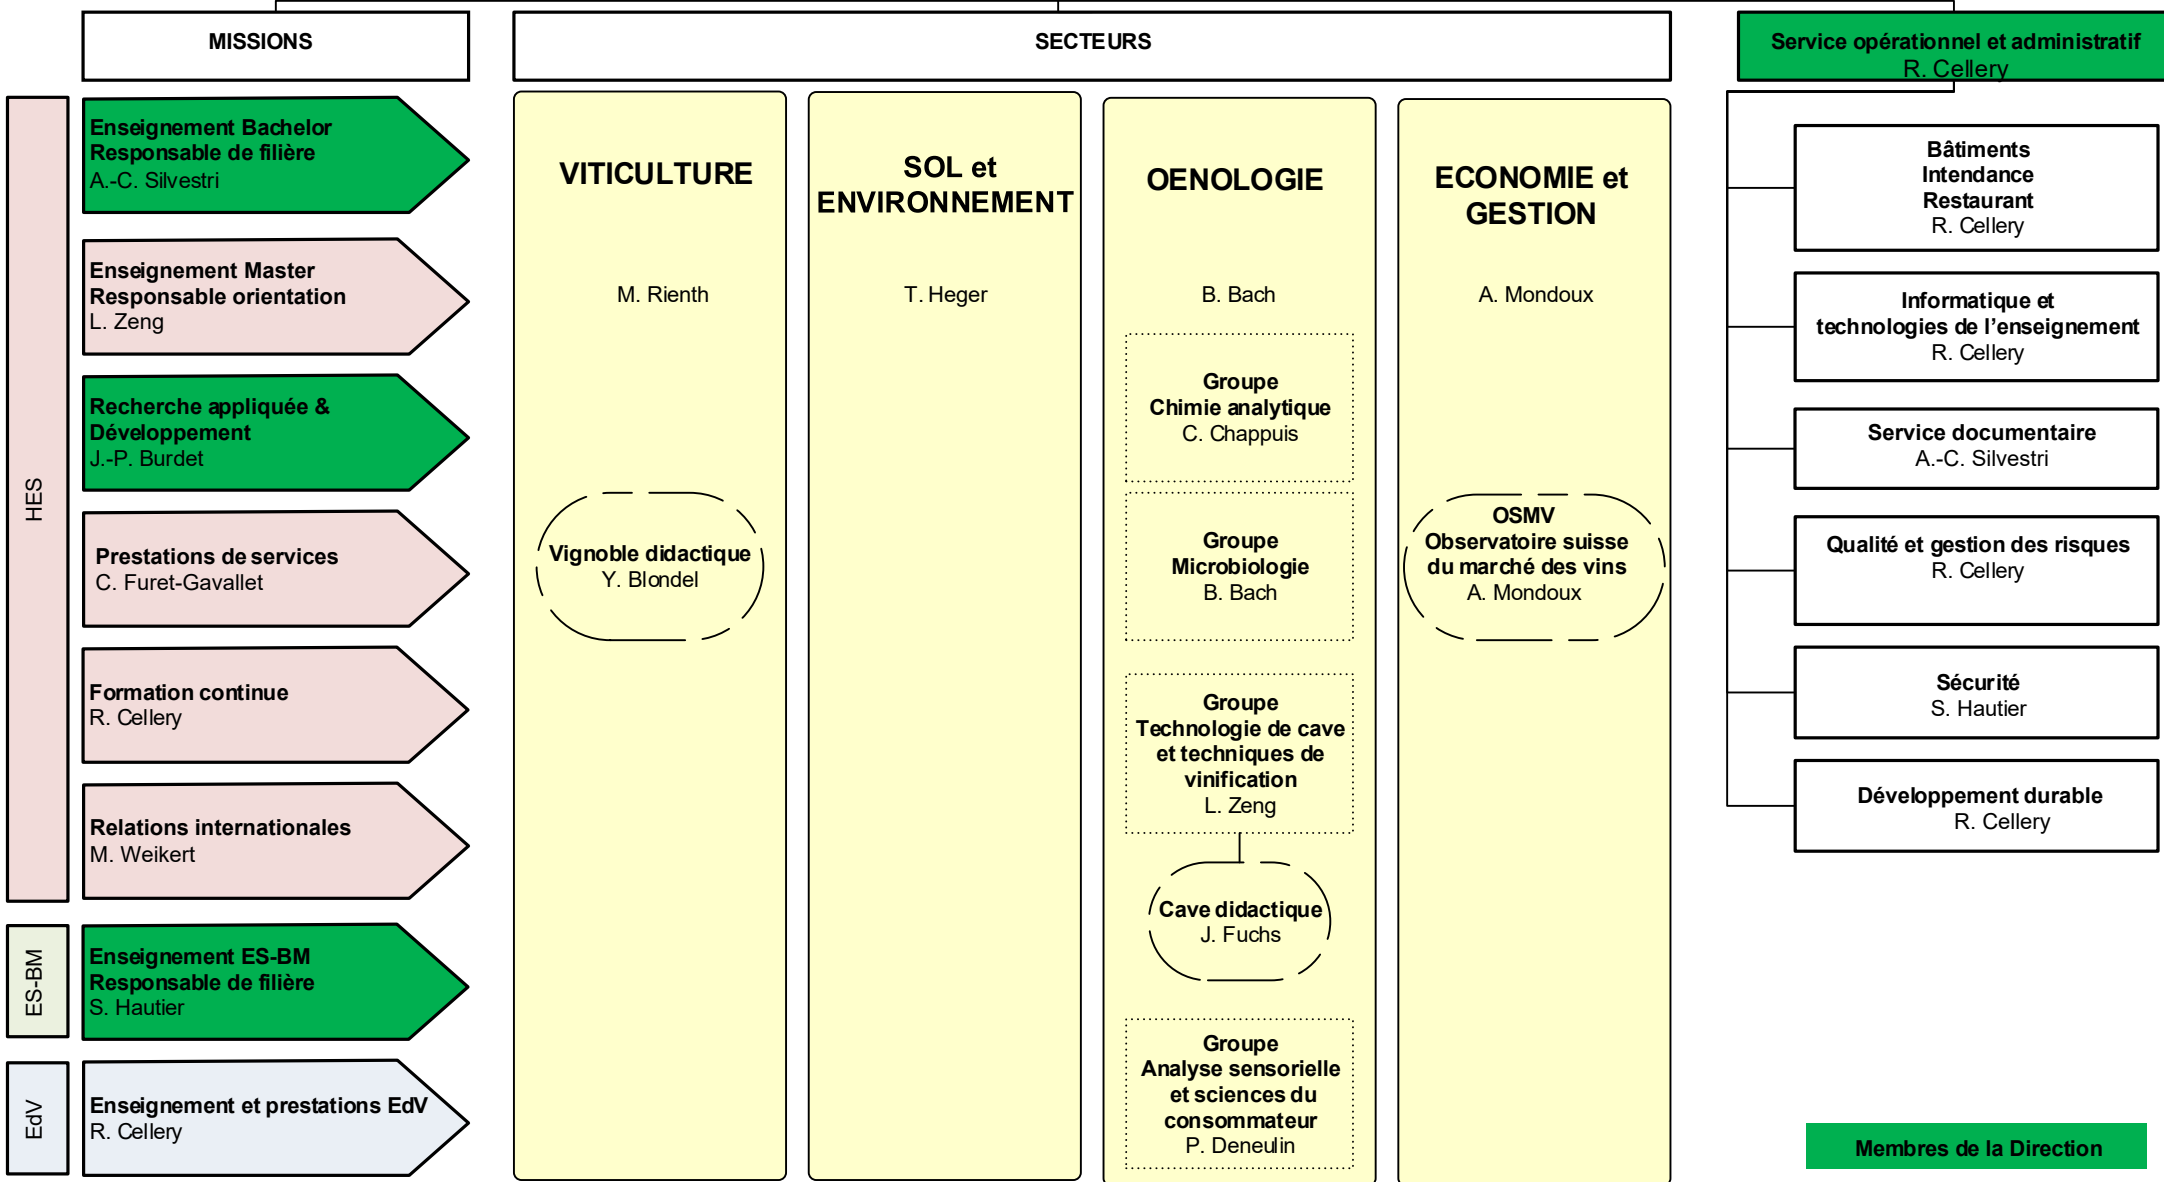 MISSIONS
SECTEURS
Service opérationnel et administratif
R. Cellery
HES
Enseignement Bachelor
Responsable de filière
A.-C. Silvestri
Enseignement Master
Responsable orientation
L. Zeng
Recherche appliquée &
Développement
J.-P. Burdet
Prestations de services
C. Furet-Gavallet
Formation continue
R. Cellery
Relations internationales
M. Weikert
ES-BM
Enseignement ES-BM
Responsable de filière
S. Hautier
EdV
Enseignement et prestations EdV
R. Cellery
VITICULTURE
M. Rienth
Vignoble didactique
Y. Blondel
SOL et
ENVIRONNEMENT
T. Heger
OENOLOGIE
B. Bach
Groupe
Chimie analytique
C. Chappuis
Groupe
Microbiologie
B. Bach
Groupe
Technologie de cave
et techniques de
vinification
L. Zeng
Cave didactique
J. Fuchs
Groupe
Analyse sensorielle
et sciences du
consommateur
P. Deneulin
ECONOMIE et
GESTION
A. Mondoux
OSMV
Observatoire suisse
du marché des vins
A. Mondoux
Bâtiments
Intendance
Restaurant
R. Cellery
Informatique et
technologies de l’enseignement
R. Cellery
Service documentaire
A.-C. Silvestri
Qualité et gestion des risques
R. Cellery
Sécurité
S. Hautier
Développement durable
R. Cellery
Membres de la Direction